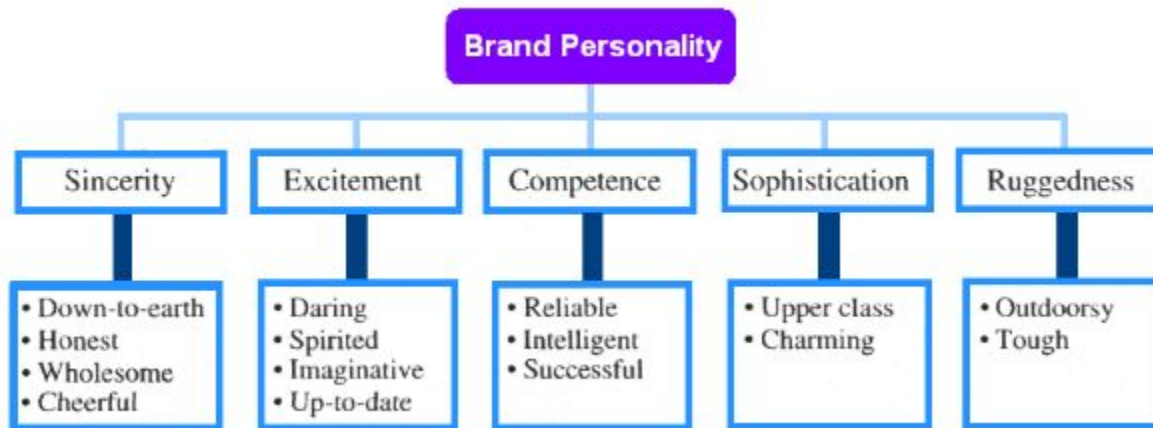 Brand Personality
Sincerity
Excitement
Competence
Sophistication
Ruggedness
• Down-to-earth
• Honest
• Wholesome
• Cheerful
• Daring
• Spirited
• Imaginative
• Up-to-date
• Reliable
• Intelligent
• Successful
• Upper class
• Charming
• Outdoorsy
• Tough